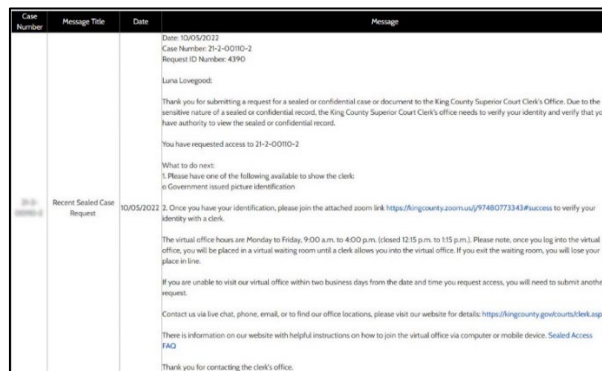 Case Number
Message Title
Date
Message
Date: 10/05/2022
Case Number: 21-2-00110-2
Request ID Number: 4390
Luna Lovegood:
Thank you for submitting a request for a sealed or confidential case or document to the King County Superior Court Clerk's Office. Due to the
sensitive nature of a sealed or confidential record, the King County Superior Court Clerk's office needs to verify your identity and verify that yo
have authority to view the sealed or confidential record.
You have requested access to 21-2-00110-2
What to do next:
1. Please have one of the following available to show the clerk:
o Government issued picture identification
Recent Sealed Case
Request
10/05/2022
2. Once you have your identification, please join the attached zoom link https://kingcounty.zoom.us/j/97480773343#success to verify your
identity with a clerk.
The virtual office hours are Monday to Friday, 9:00 a.m. to 4:00 p.m. (closed 12:15 p.m. to 1:15 p.m.). Please note, once you log into the virtual
office, you will be placed in a virtual waiting room until a clerk allows you into the virtual office. If you exit the waiting room, you will lose your
place in line.
If you are unable to visit our virtual office within two business days from the date and time you request access, you will need to submit anothe
request.
Contact us via live chat, phone, email, or to find our office locations, please visit our website for details: https://kingcounty.gov/courts/clerk.asp
There is information on our website with helpful instructions on how to join the virtual office via computer or mobile device. Sealed Access
FAQ
Thank you for contacting the clerk's office.